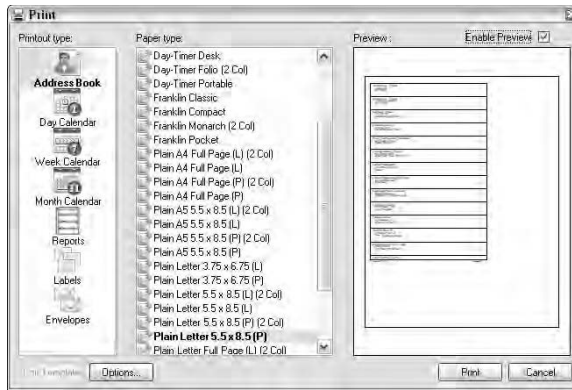 Print
Printout type:
Paper type:
Preview :
Enable Preview
Address Book
Day Calendar
Week Calendar
Month Calendar
Reports
Labels
Envelopes
Day-Timer Desk
Day-Timer Folio (2 Col)
Day-Timer Portable
Franklin Classic
Franklin Compact
Franklin Monarch (2 Col)
Franklin Pocket
Plain A4 Full Page (L) (2 Col)
Plain A4 Full Page (L)
Plain A4 Full Page (P) (2 Col)
Plain A4 Full Page (P)
Plain A5 5.5 x 8.5 (L) (2 Col)
Plain A5 5.5 x 8.5 (L)
Plain A5 5.5 x 8.5 (P) (2 Col)
Plain A5 5.5 x 8.5 (P)
Plain Letter 3.75 x 6.75 (L)
Plain Letter 3.75 x 6.75 (P)
Plain Letter 5.5 x 8.5 (L) (2 Col)
Plain Letter 5.5 x 8.5 (L)
Plain Letter 5.5 x 8.5 (P) (2 Col)
Plain Letter 5.5 x 8.5 (P)
Plain Letter Full Page (L) (2 Col)
Options...
Print
Cancel